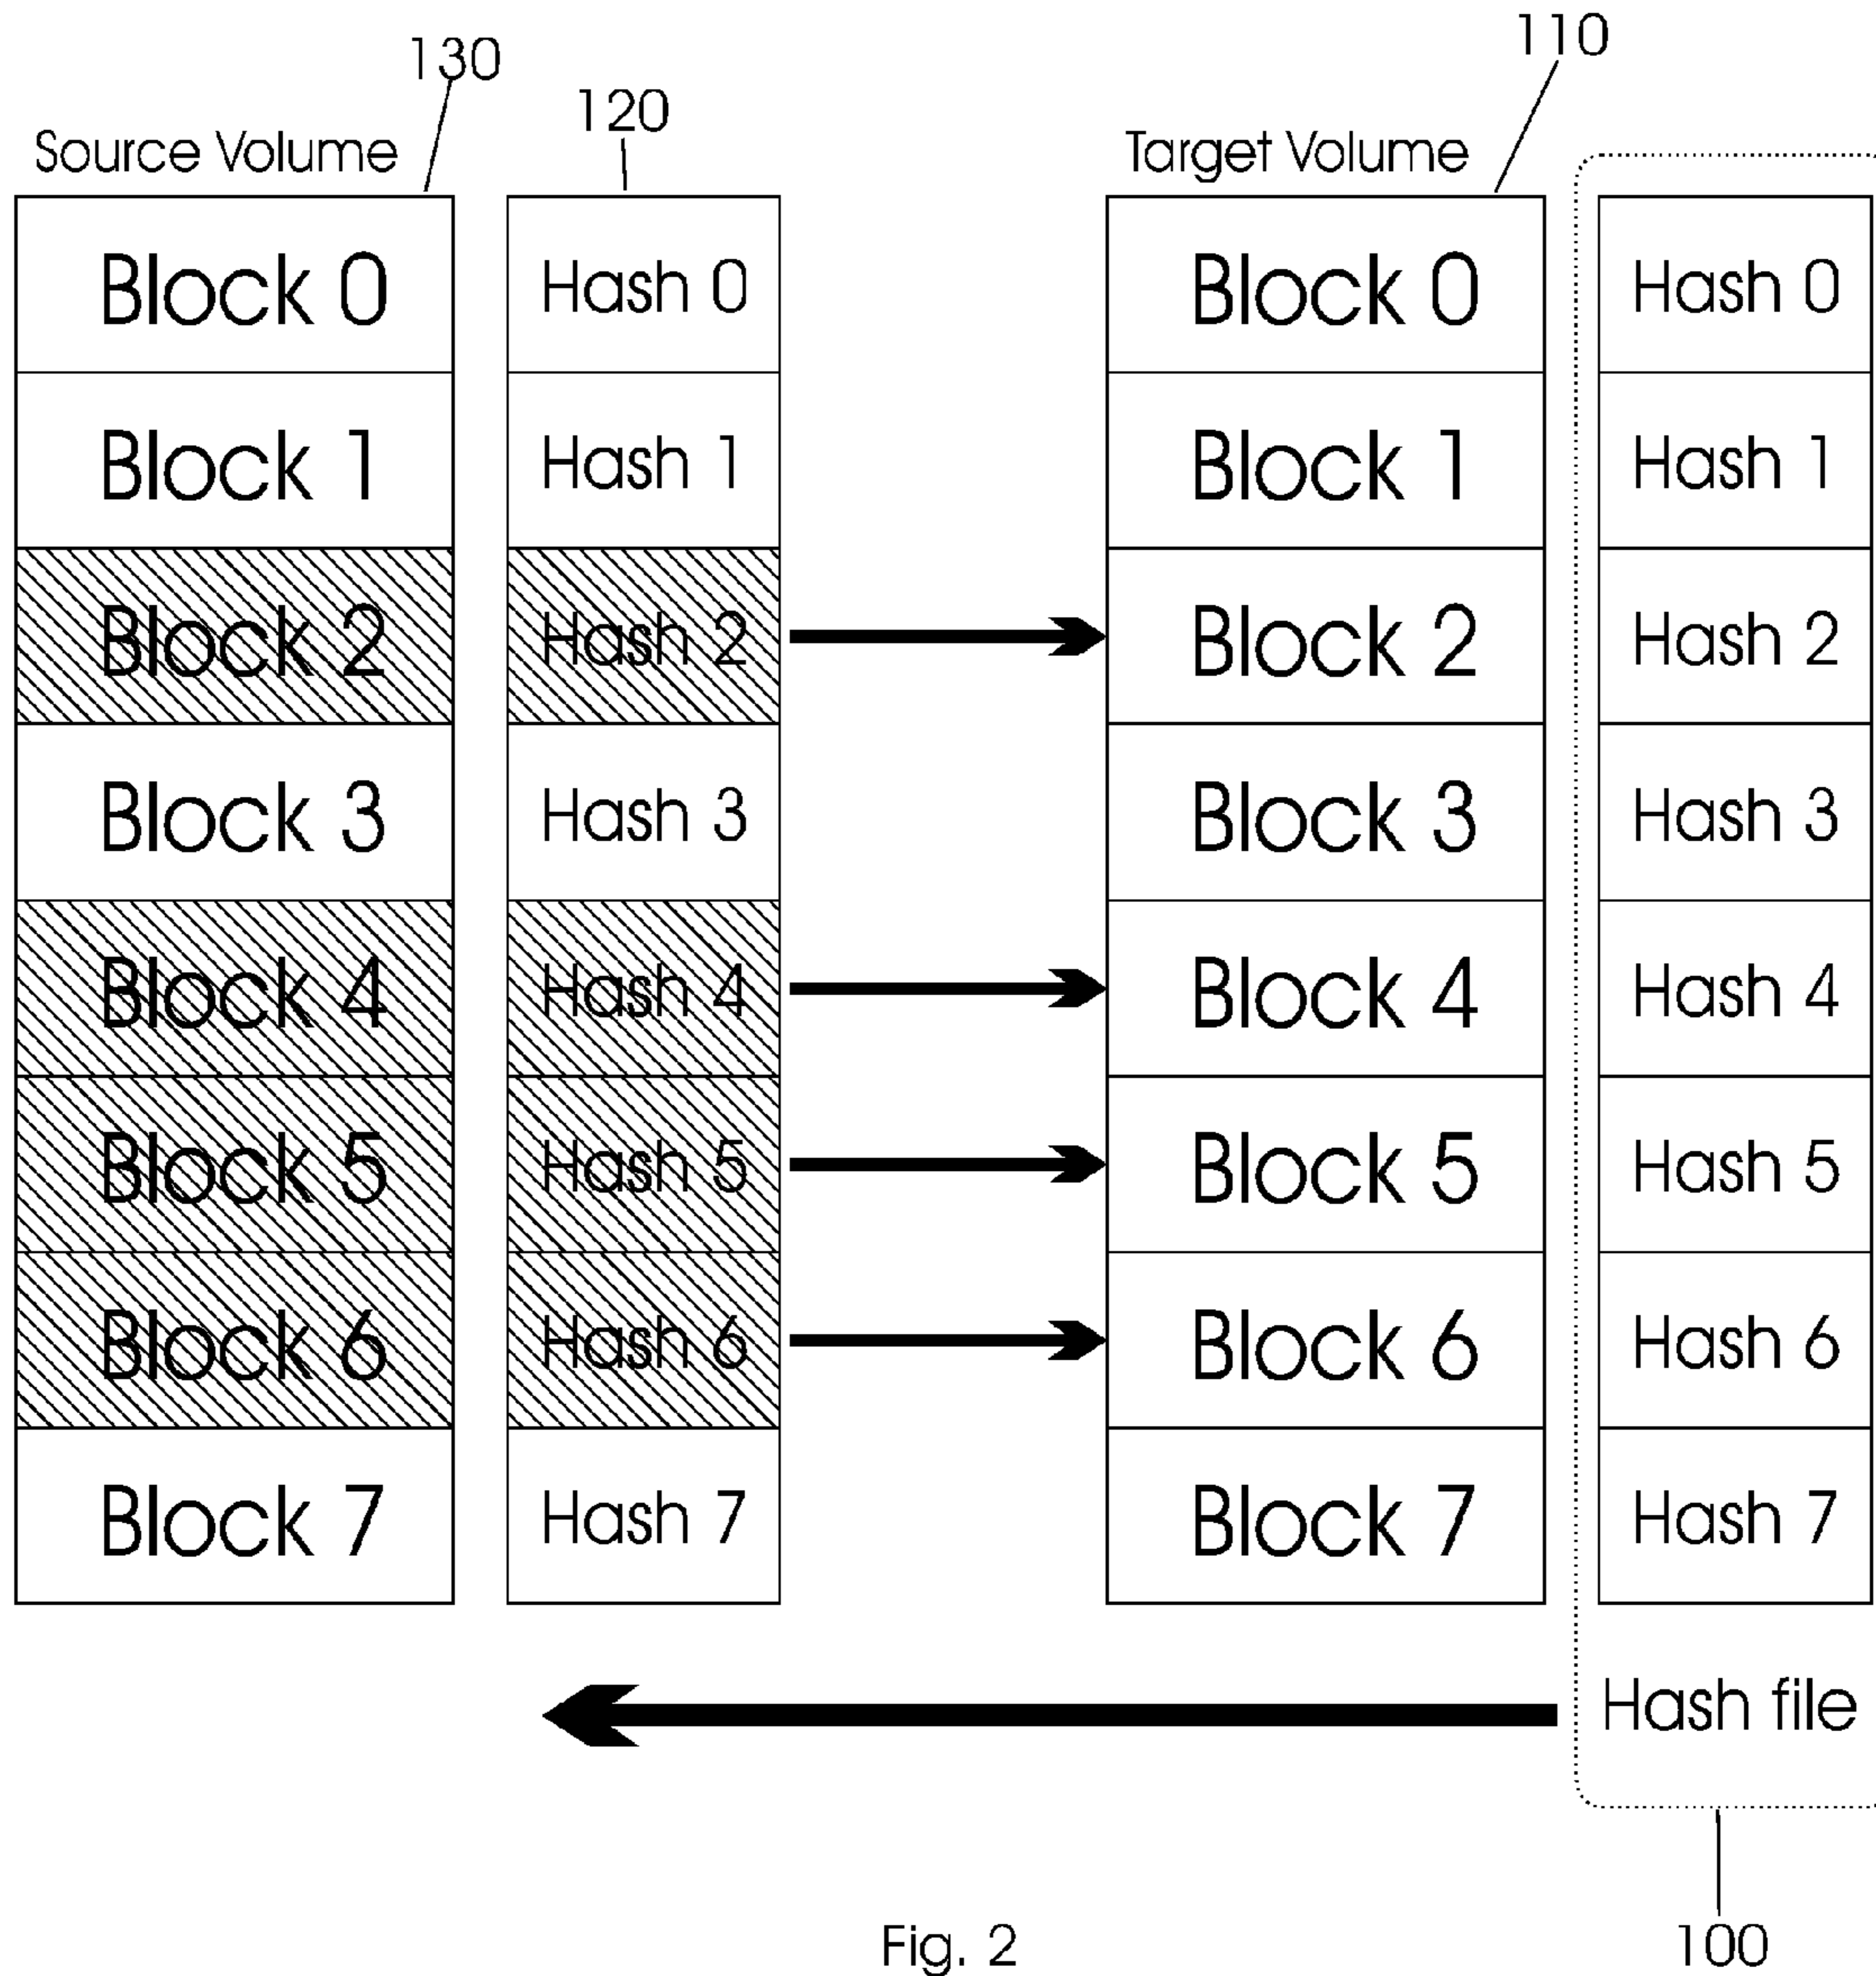 130
110
120
Source Volume
Target Volume
Block 0 Hash 0 Block 0 Hash 0
Block 1 Hash 1 Block 1 Hash 1
Block 2 Hash 2 Block 2 Hash 2
Block 3 Hash 3 Block 3 Hash 3
Block 4 Hash 4 Block 4 Hash 4
Block 5 Hash 5 Block 5 Hash 5
Block 6 Hash 6 Block 6 Hash 6
Block 7 Hash 7 Block 7 Hash 7
Hash file
Fig. 2
100